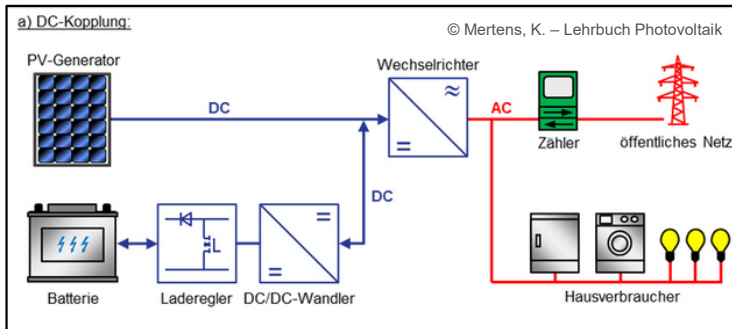 a) DC-Kopplung:
© Mertens, K. – Lehrbuch Photovoltaik
PV-Generator
Wechselrichter
DC
AC
Zähler
öffentliches Netz
DC
Batterie
Laderegler
DC/DC-Wandler
Hausverbraucher